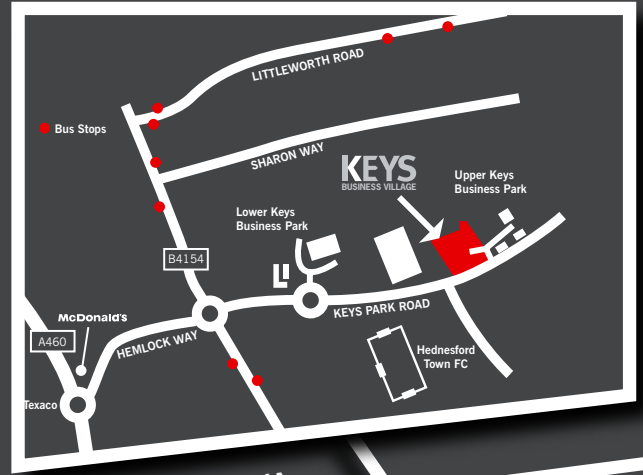 LITTLEWORTH ROAD
Bus Stops
SHARON WAY
KEYS
BUSINESS VILLAGE
Upper Keys
Business Park
Lower Keys
Business Park
B4154
KEYS PARK ROAD
McDonald's
A460
HEMLOCK WAY
Hednesford
Town FC
Texaco